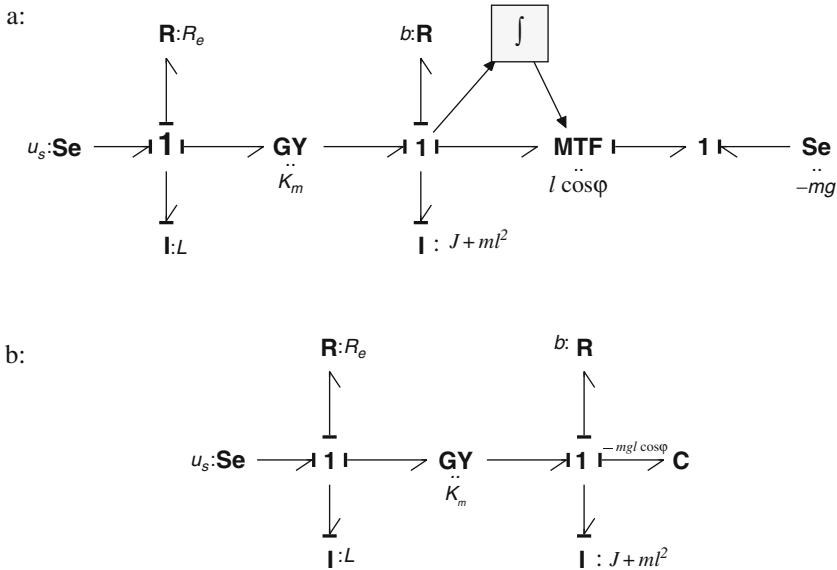 a:
R:Rₑ
b:R
∫
uₛ:Se
1
GY
1
MTF
1
Se
..
Kₘ
..
l cosφ
..
−mg
I:L
I : J + ml²
b:
R:Rₑ
b: R
uₛ:Se
1
GY
1
− mgl cosφ
C
..
Kₘ
I:L
I : J + ml²